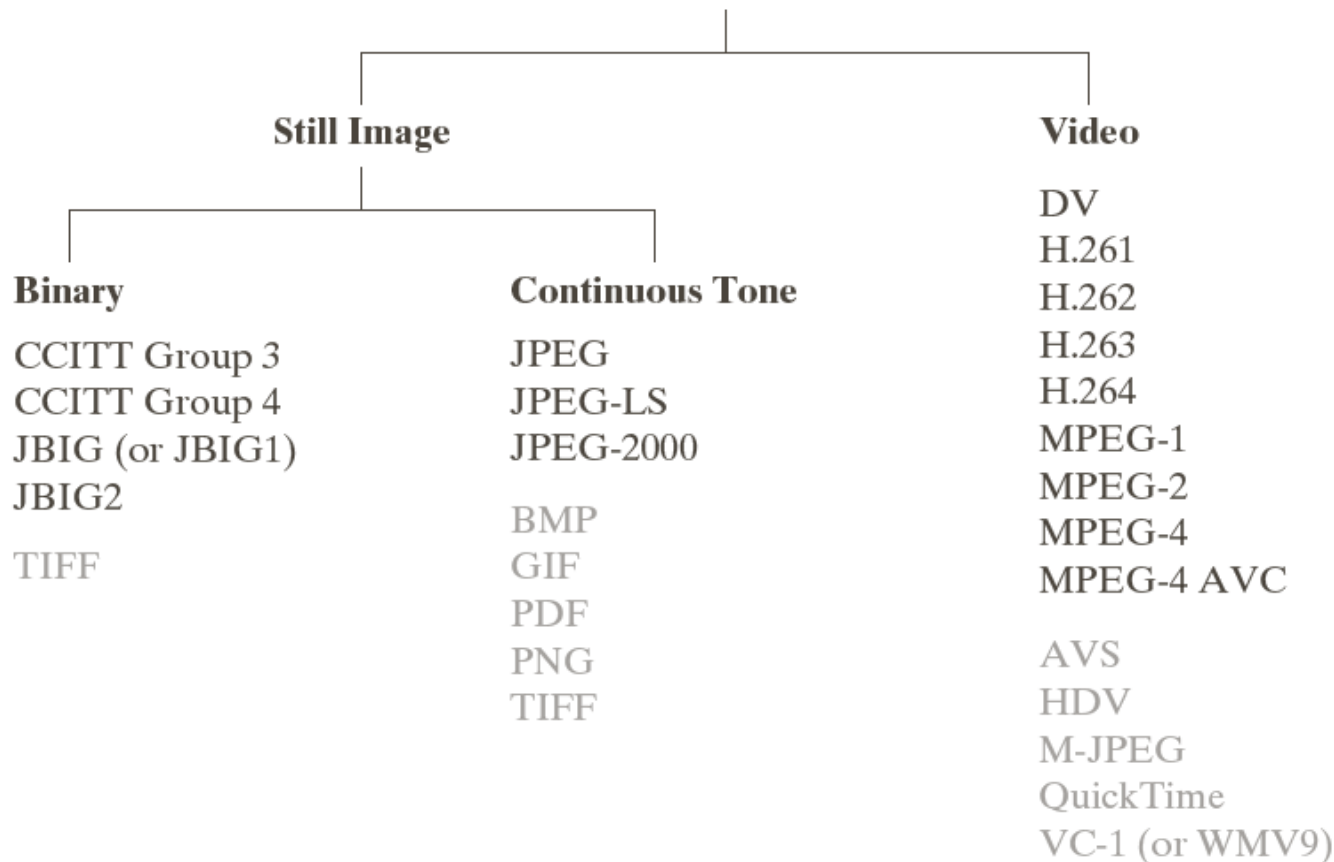 Still Image
Binary
CCITT Group 3
CCITT Group 4
JBIG (or JBIG1)
JBIG2
TIFF
Continuous Tone
JPEG
JPEG-LS
JPEG-2000
BMP
GIF
PDF
PNG
TIFF
Video
DV
H.261
H.262
H.263
H.264
MPEG-1
MPEG-2
MPEG-4
MPEG-4 AVC
AVS
HDV
M-JPEG
QuickTime
VC-1 (or WMV9)